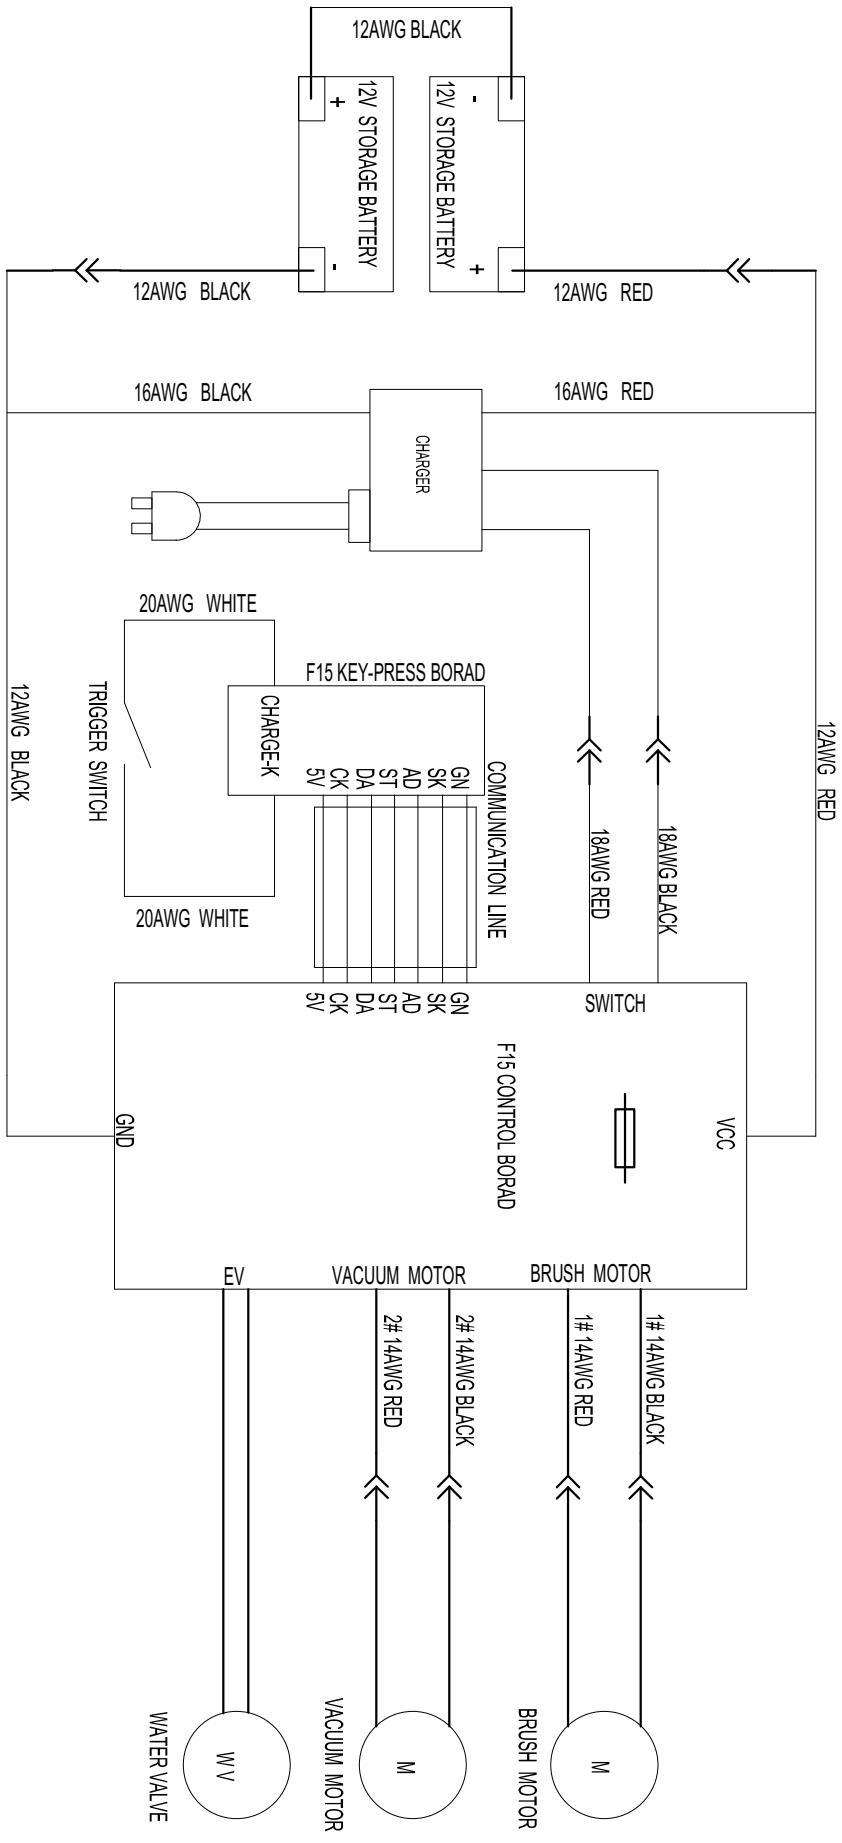 12AWG BLACK
+
12V STORAGE BATTERY
-
12V STORAGE BATTERY
-
+
12AWG BLACK
12AWG RED
16AWG BLACK
16AWG RED
CHARGER
20AWG WHITE
F15 KEY-PRESS BORAD
CHARGE-K
TRIGGER SWITCH
12AWG BLACK
12AWG RED
5V
CK
DA
ST
AD
SK
GN
COMMUNICATION LINE
18AWG RED
18AWG BLACK
20AWG WHITE
5V
CK
DA
ST
AD
SK
GN
SWITCH
F15 CONTROL BORAD
GND
VCC
EV
VACUUM MOTOR
BRUSH MOTOR
2# 14AWG RED
2# 14AWG BLACK
1# 14AWG RED
1# 14AWG BLACK
WATER VALVE
W V
VACUUM MOTOR
M
BRUSH MOTOR
M